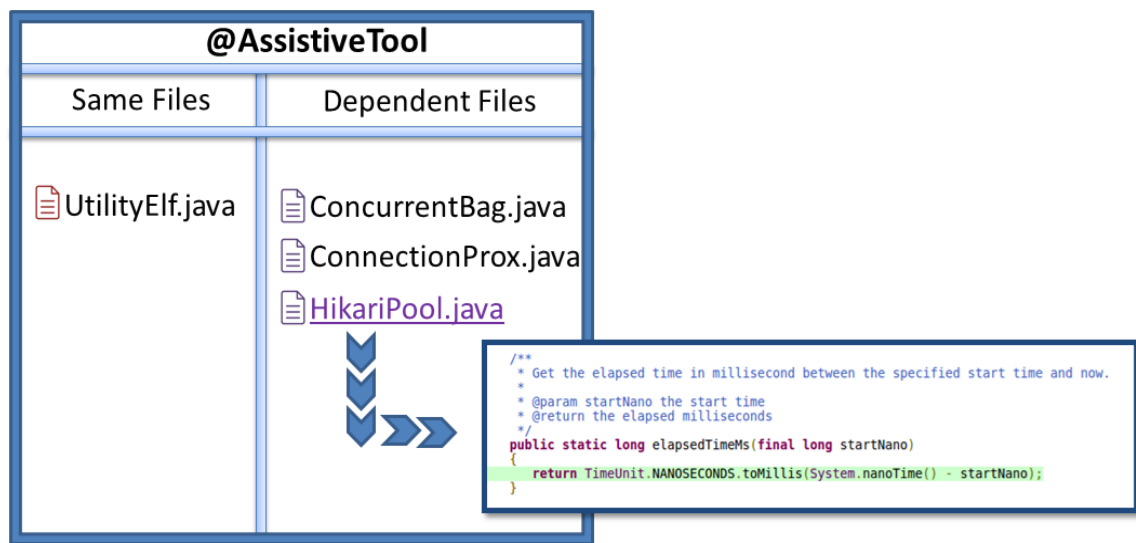 @AssistiveTool
Same Files
Dependent Files
UtilityElf.java
ConcurrentBag.java
ConnectionProx.java
HikariPool.java
/**
* Get the elapsed time in millisecond between the specified start time and now.
*
* @param startNano the start time
* @return the elapsed milliseconds
*/
public static long elapsedTimeMs(final long startNano)
{
return TimeUnit.NANOSECONDS.toMillis(System.nanoTime() - startNano);
}